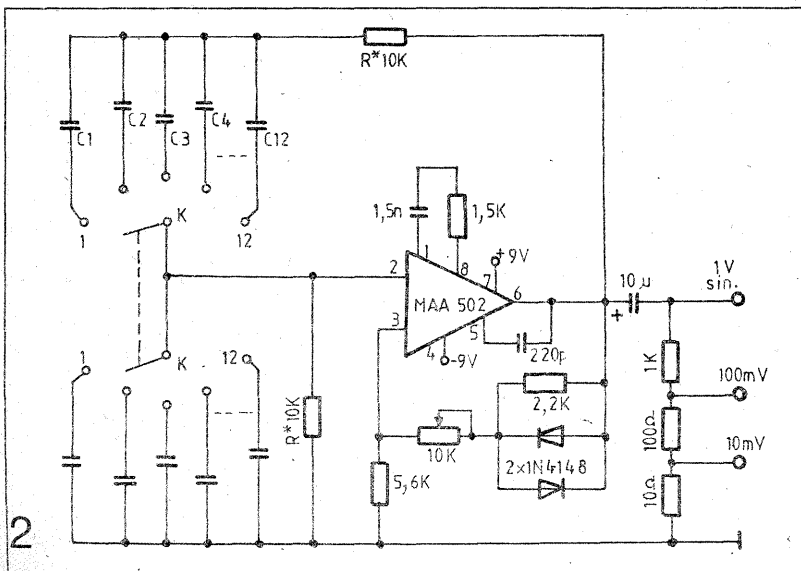 R*10K
C1
C2
C3
C4
C12
1
K
12
1,5n
1,5K
1
8
+9V
2
7
MAA 502
6
3
5
4
-9V
220p
10µ
+
1V
sin.
1K
100mV
100Ω
10mV
10Ω
1
K
12
R*10K
2,2K
10K
2x1N4148
5,6K
2